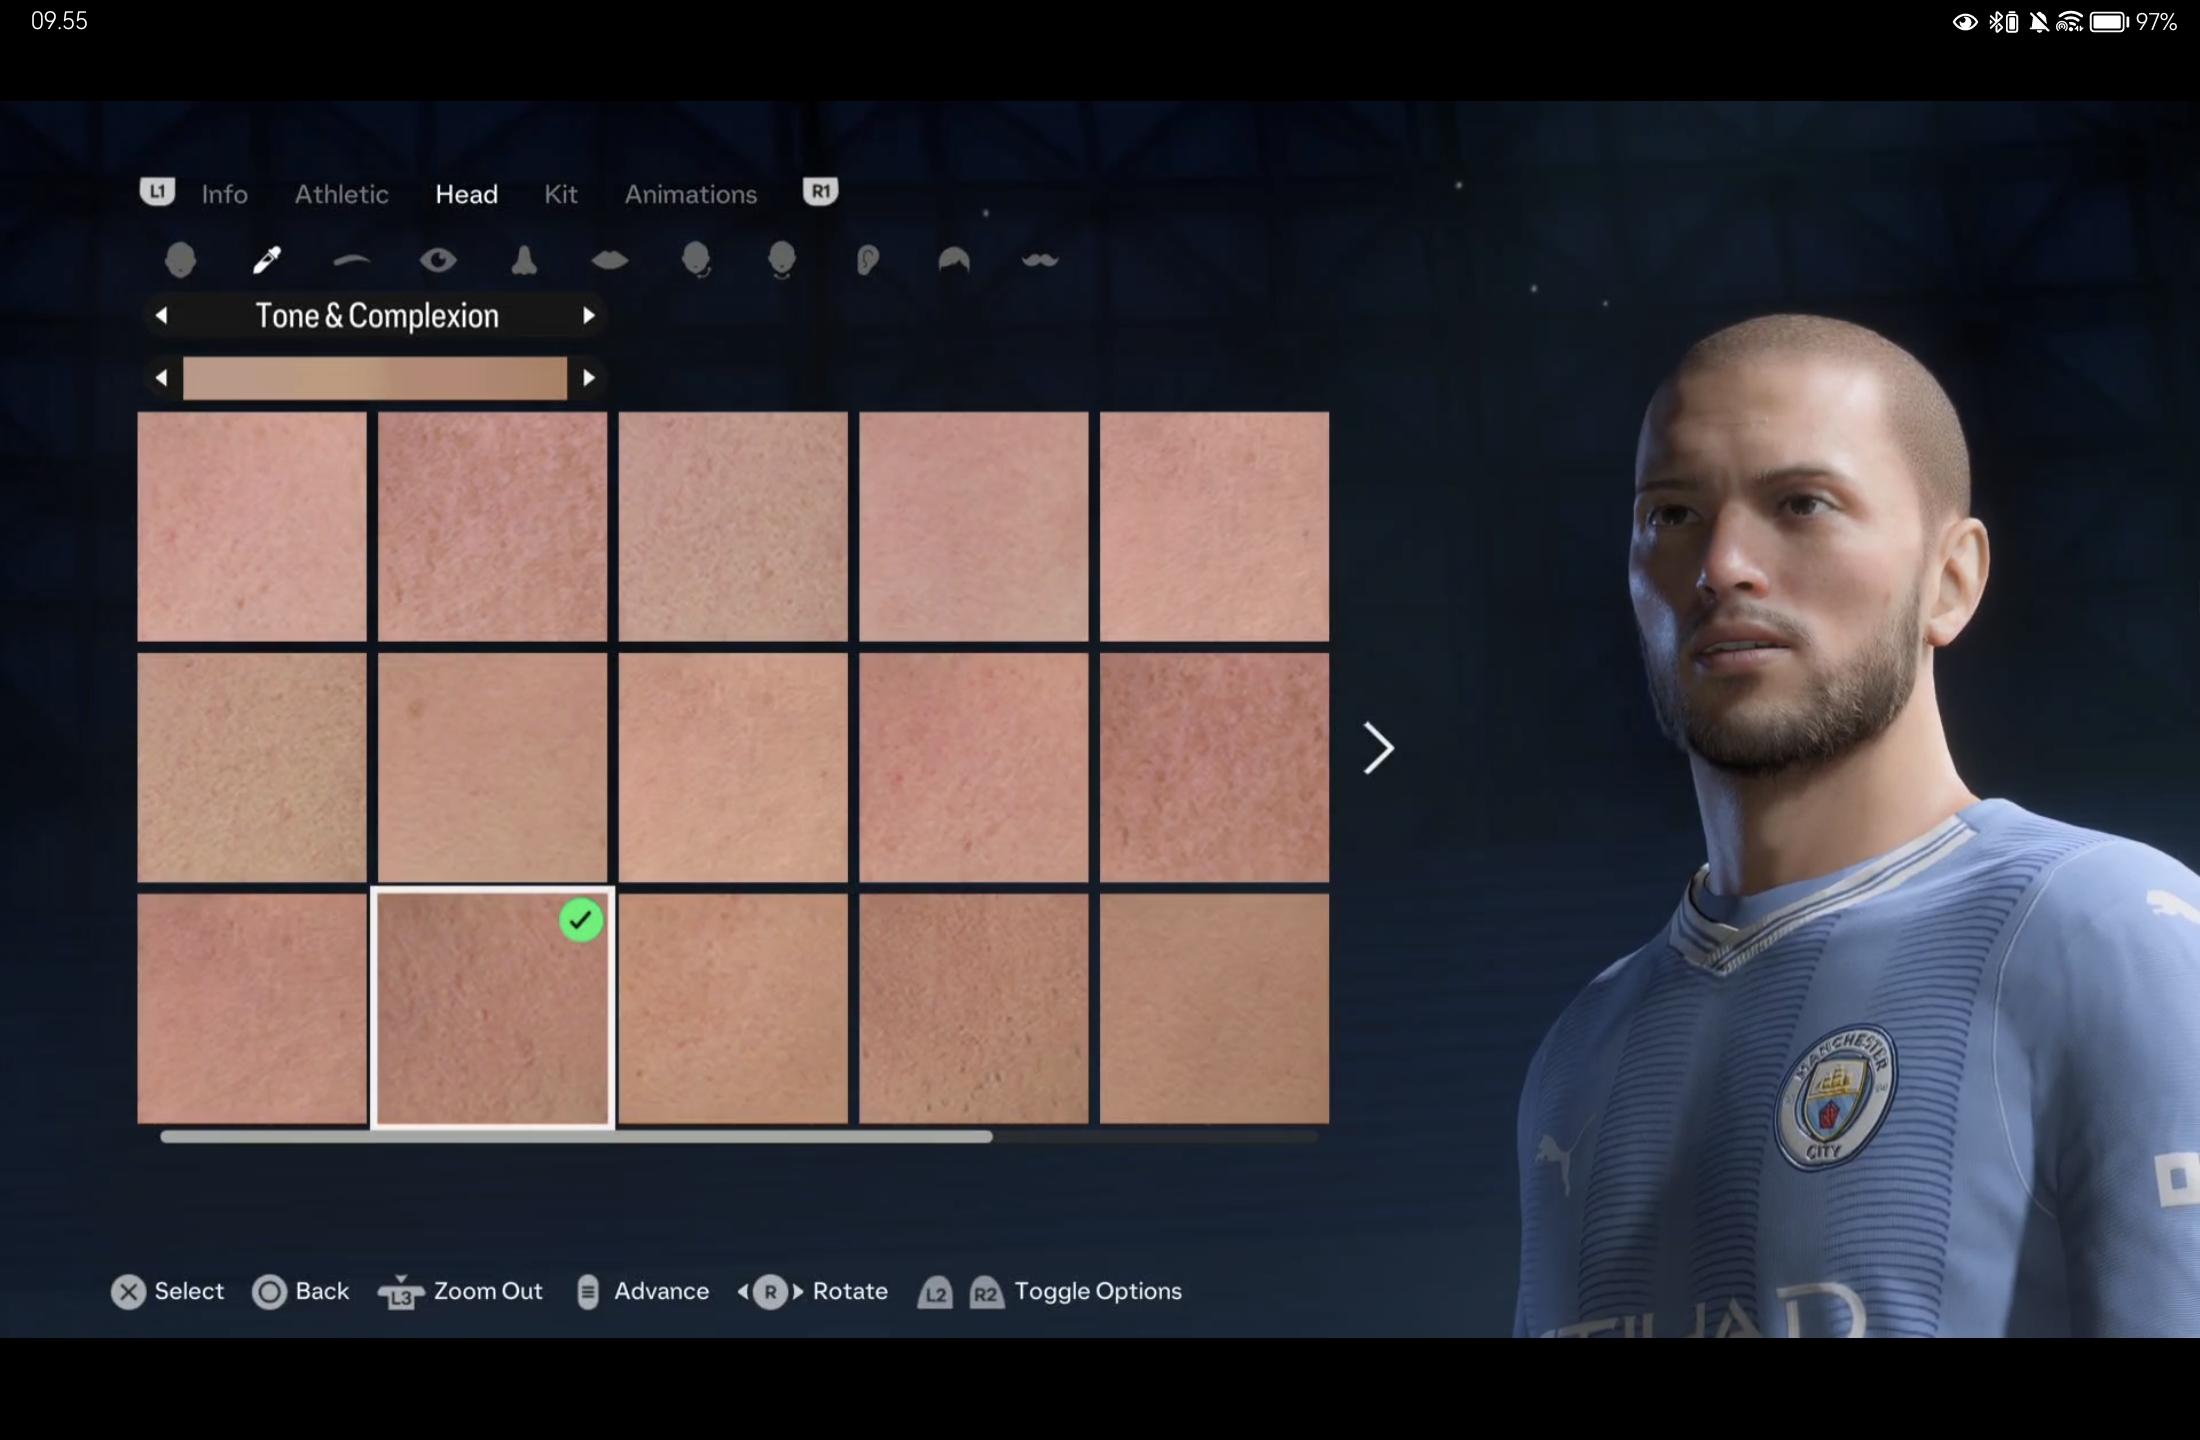 09.55
97%
L1 Info Athletic Head Kit Animations R1
Tone & Complexion
MANCHESTER
CITY
Select Back L3 Zoom Out Advance R Rotate L2 R2 Toggle Options
ETIHAD